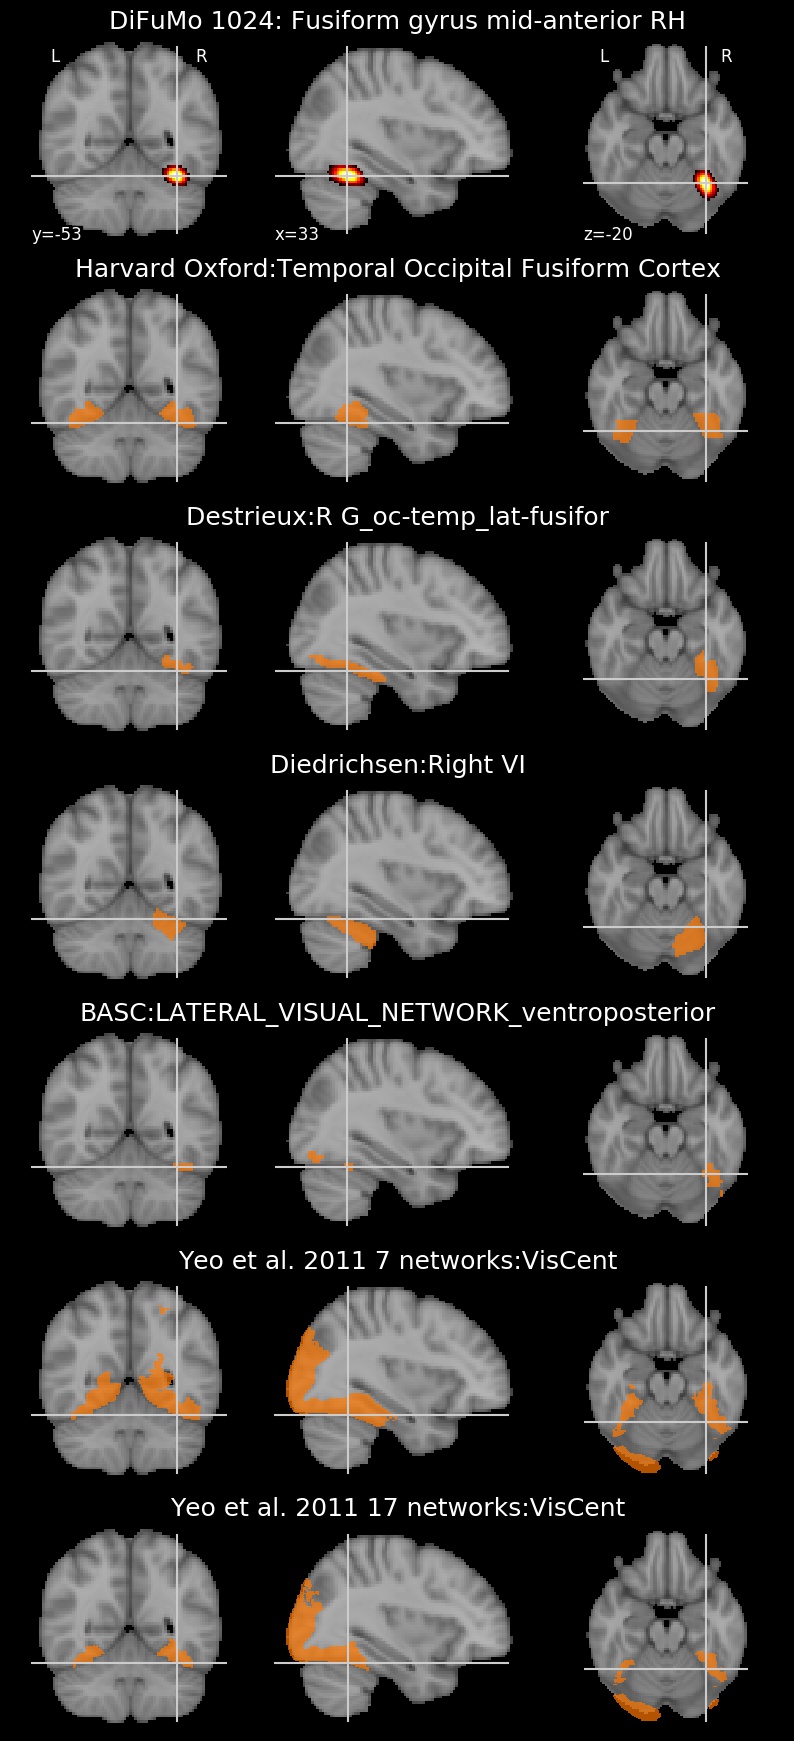 DiFuMo 1024: Fusiform gyrus mid-anterior RH
L R L R
y=-53 x=33 z=-20
Harvard Oxford:Temporal Occipital Fusiform Cortex
Destrieux:R G_oc-temp_lat-fusifor
Diedrichsen:Right VI
BASC:LATERAL_VISUAL_NETWORK_ventroposterior
Yeo et al. 2011 7 networks:VisCent
Yeo et al. 2011 17 networks:VisCent